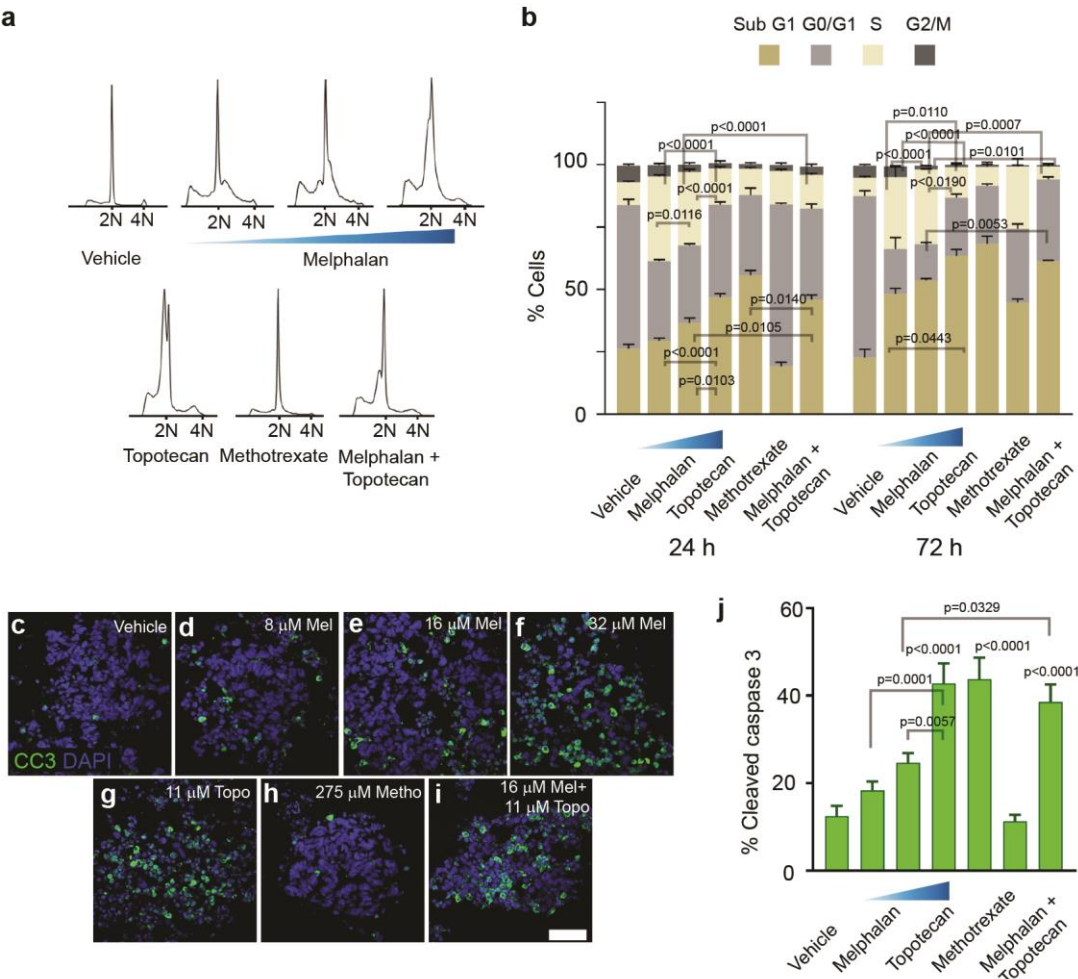 a
2N 4N
2N 4N
2N 4N
2N 4N
Vehicle
Melphalan
2N 4N
2N 4N
2N 4N
Topotecan
Methotrexate
Melphalan +
Topotecan
b
Sub G1 G0/G1 S G2/M
% Cells
100
50
0
p<0.0001
p<0.0001
p<0.0001
p=0.0116
p=0.0140
p=0.0105
p<0.0001
p=0.0103
p=0.0110
p=0.0007
p<0.0001
p<0.0001
p=0.0101
p<0.0190
p=0.0053
p=0.0443
Vehicle
Melphalan
Topotecan
Methotrexate
Melphalan +
Topotecan
24 h
Vehicle
Melphalan
Topotecan
Methotrexate
Melphalan +
Topotecan
72 h
c
Vehicle
CC3 DAPI
d
8 µM Mel
e
16 µM Mel
f
32 µM Mel
g
11 µM Topo
h
275 µM Metho
i
16 µM Mel+
11 µM Topo
j
% Cleaved caspase 3
60
40
20
0
p=0.0329
p<0.0001
p<0.0001
p<0.0001
p=0.0001
p=0.0057
Vehicle
Melphalan
Topotecan
Methotrexate
Melphalan +
Topotecan